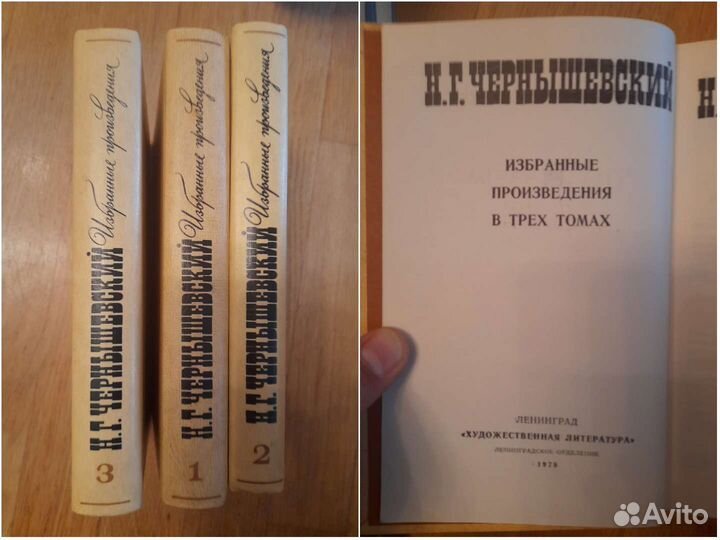 Избранные произведения
Н.Г. ЧЕРНЫШЕВСКИЙ
3
Избранные произведения
Н.Г. ЧЕРНЫШЕВСКИЙ
1
Избранные произведения
Н.Г. ЧЕРНЫШЕВСКИЙ
2
Н.Г. ЧЕРНЫШЕВСКИЙ
ИЗБРАННЫЕ
ПРОИЗВЕДЕНИЯ
В ТРЕХ ТОМАХ
ЛЕНИНГРАД
«ХУДОЖЕСТВЕННАЯ ЛИТЕРАТУРА»
ЛЕНИНГРАДСКОЕ ОТДЕЛЕНИЕ
1978
Н
Avito